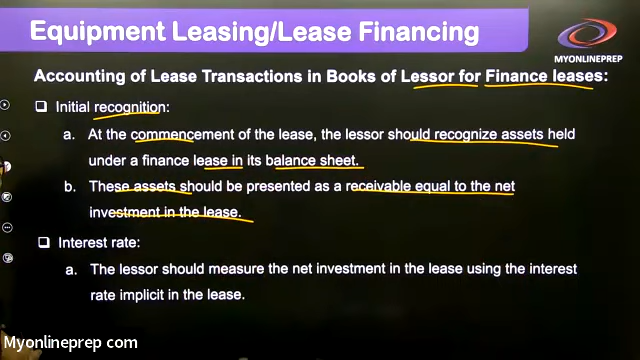 Equipment Leasing/Lease Financing
MYONLINEPREP
Accounting of Lease Transactions in Books of Lessor for Finance leases:
Initial recognition:
a. At the commencement of the lease, the lessor should recognize assets held
under a finance lease in its balance sheet.
b. These assets should be presented as a receivable equal to the net
investment in the lease.
Interest rate:
a. The lessor should measure the net investment in the lease using the interest
rate implicit in the lease.
Myonlineprep com